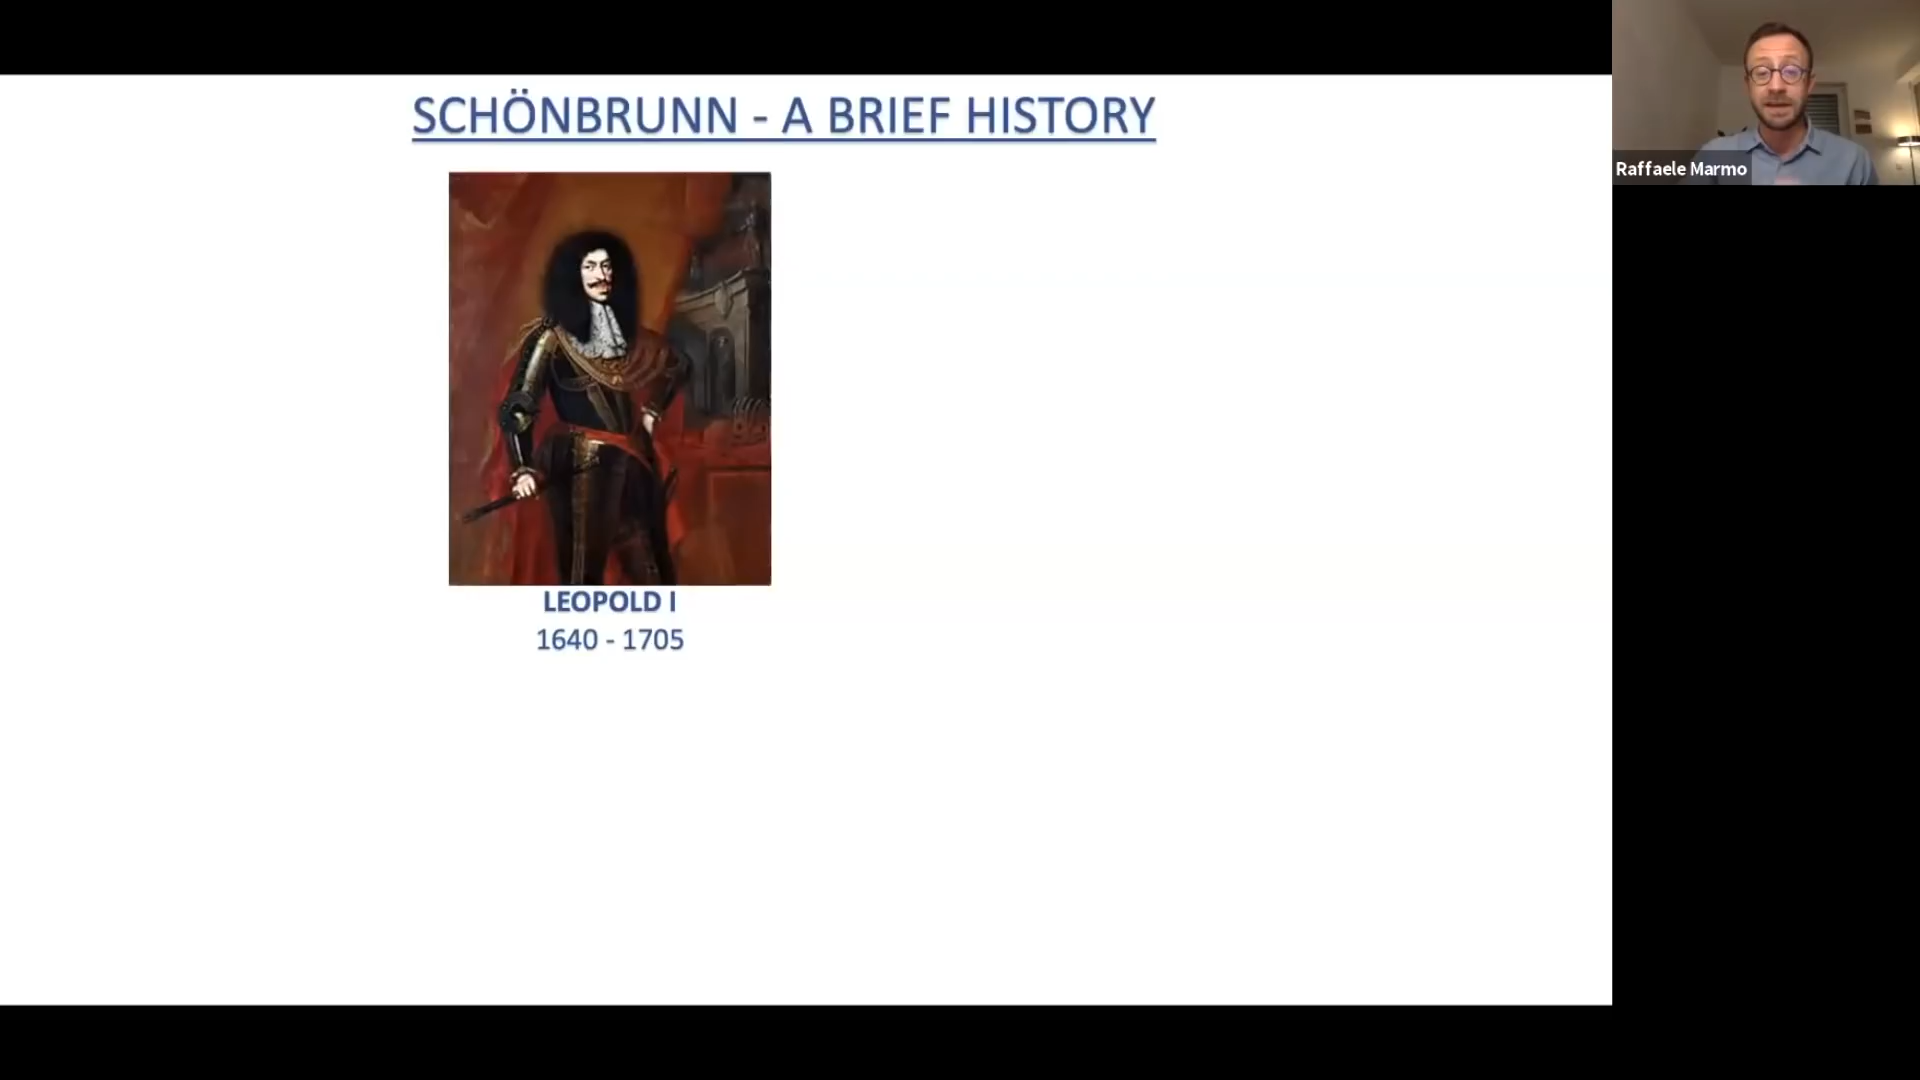 SCHÖNBRUNN - A BRIEF HISTORY
LEOPOLD I
1640 - 1705
Raffaele Marmo